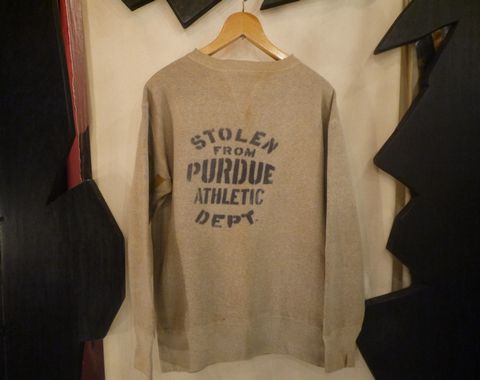 STOLEN
FROM
PURDUE
ATHLETIC
DEPT.